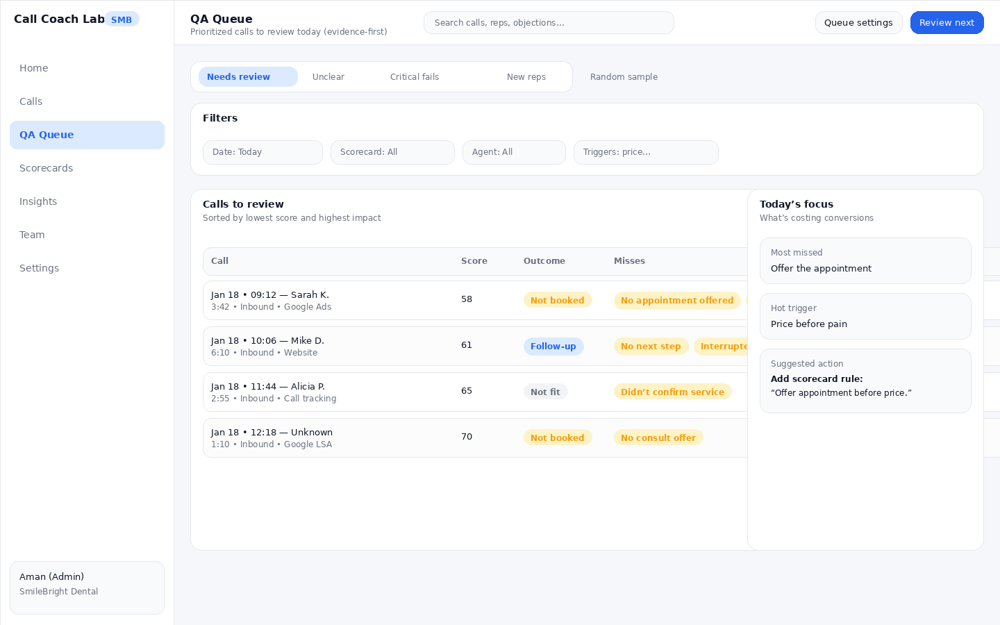 Call Coach Lab SMB
Home
Calls
QA Queue
Scorecards
Insights
Team
Settings
Aman (Admin)
SmileBright Dental
QA Queue
Prioritized calls to review today (evidence-first)
Search calls, reps, objections...
Queue settings
Review next
Needs review
Unclear
Critical fails
New reps
Random sample
Filters
Date: Today
Scorecard: All
Agent: All
Triggers: price...
Calls to review
Sorted by lowest score and highest impact
Call Score Outcome Misses
Jan 18 • 09:12 — Sarah K.
3:42 • Inbound • Google Ads
58
Not booked
No appointment offered
Jan 18 • 10:06 — Mike D.
6:10 • Inbound • Website
61
Follow-up
No next step
Interrupte
Jan 18 • 11:44 — Alicia P.
2:55 • Inbound • Call tracking
65
Not fit
Didn’t confirm service
Jan 18 • 12:18 — Unknown
1:10 • Inbound • Google LSA
70
Not booked
No consult offer
Today’s focus
What’s costing conversions
Most missed
Offer the appointment
Hot trigger
Price before pain
Suggested action
Add scorecard rule:
“Offer appointment before price.”